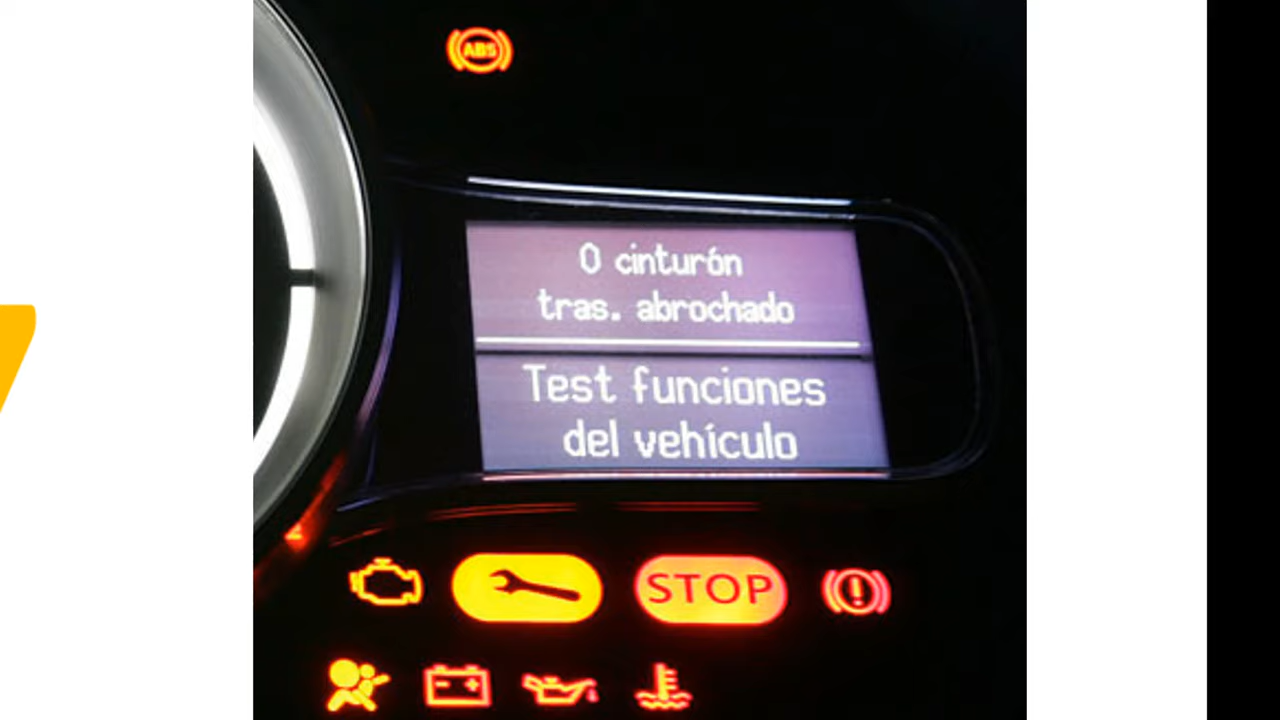 ABS
0 cinturón
tras. abrochado
Test funciones
del vehículo
STOP